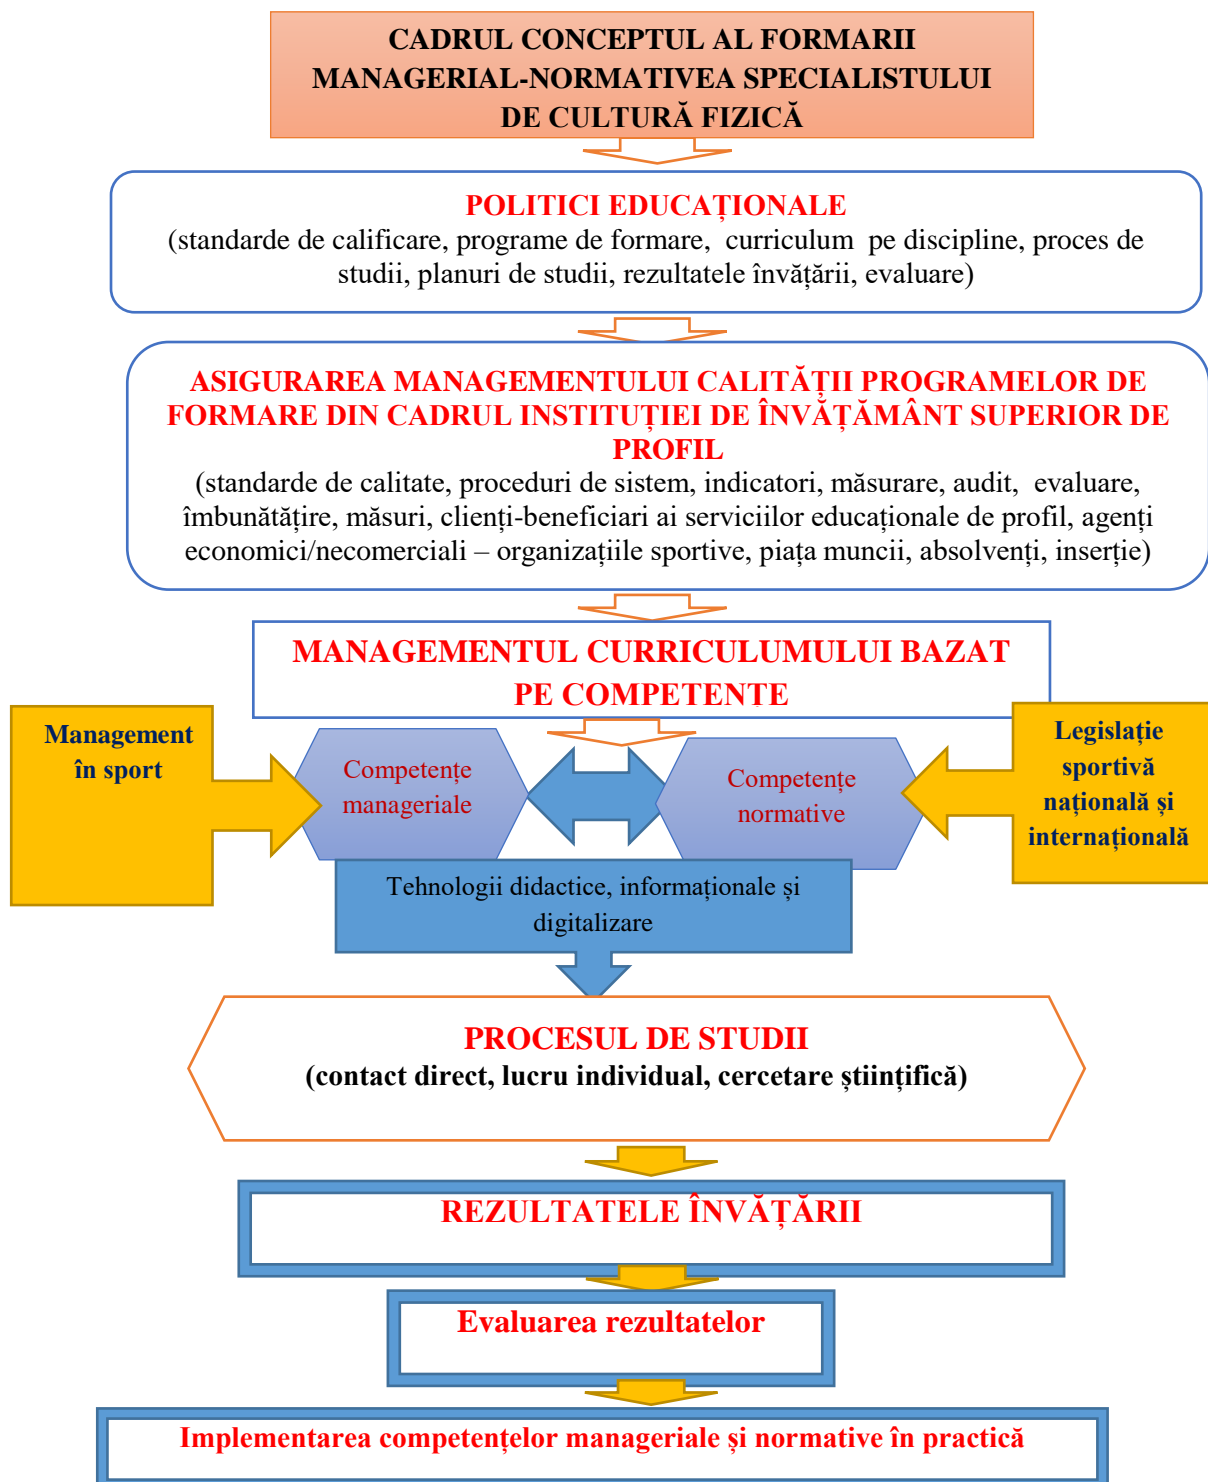 CADRUL CONCEPTUL AL FORMARII
MANAGERIAL-NORMATIVEA SPECIALISTULUI
DE CULTURĂ FIZICĂ
POLITICI EDUCAȚIONALE
(standarde de calificare, programe de formare, curriculum pe discipline, proces de
studii, planuri de studii, rezultatele învățării, evaluare)
ASIGURAREA MANAGEMENTULUI CALITĂȚII PROGRAMELOR DE
FORMARE DIN CADRUL INSTITUȚIEI DE ÎNVĂȚĂMÂNT SUPERIOR DE
PROFIL
(standarde de calitate, proceduri de sistem, indicatori, măsurare, audit, evaluare,
îmbunătățire, măsuri, clienți-beneficiari ai serviciilor educaționale de profil, agenți
economici/necomerciali – organizațiile sportive, piața muncii, absolvenți, inserție)
MANAGEMENTUL CURRICULUMULUI BAZAT
PE COMPETENTE
Management
în sport
Competențe
manageriale
Competențe
normative
Legislație
sportivă
națională și
internațională
Tehnologii didactice, informaționale și
digitalizare
PROCESUL DE STUDII
(contact direct, lucru individual, cercetare științifică)
REZULTATELE ÎNVĂȚĂRII
Evaluarea rezultatelor
Implementarea competențelor manageriale și normative în practică